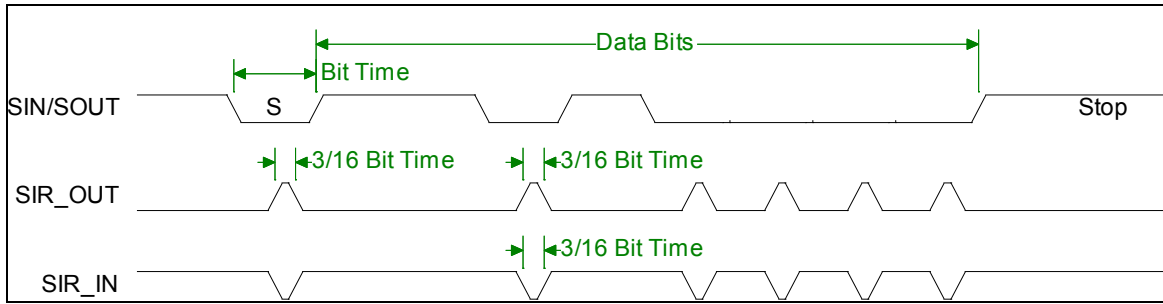 Data Bits
Bit Time
SIN/SOUT
S
Stop
3/16 Bit Time
3/16 Bit Time
SIR_OUT
3/16 Bit Time
SIR_IN